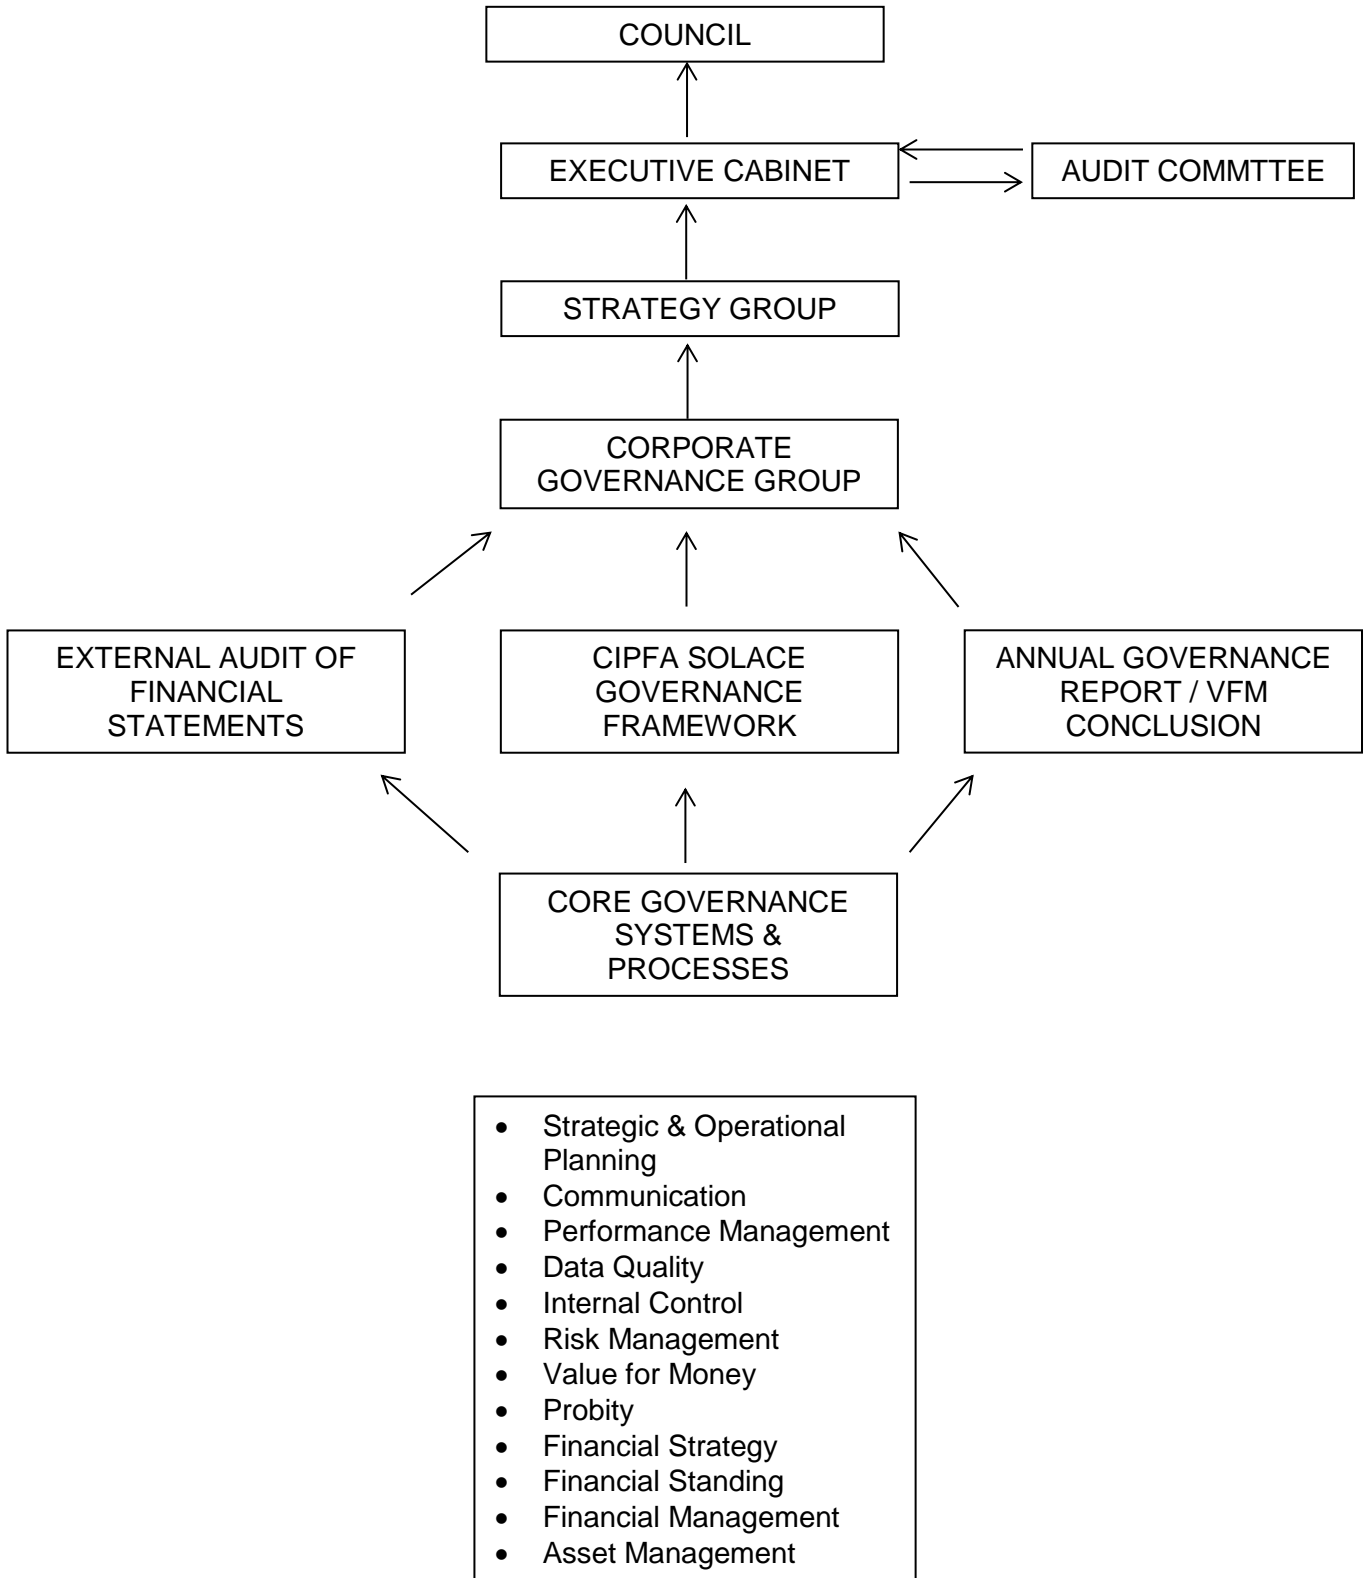 COUNCIL
EXECUTIVE CABINET
AUDIT COMMTTEE
STRATEGY GROUP
CORPORATE
GOVERNANCE GROUP
EXTERNAL AUDIT OF
FINANCIAL
STATEMENTS
CIPFA SOLACE
GOVERNANCE
FRAMEWORK
ANNUAL GOVERNANCE
REPORT / VFM
CONCLUSION
CORE GOVERNANCE
SYSTEMS &
PROCESSES
• Strategic & Operational
Planning
• Communication
• Performance Management
• Data Quality
• Internal Control
• Risk Management
• Value for Money
• Probity
• Financial Strategy
• Financial Standing
• Financial Management
• Asset Management